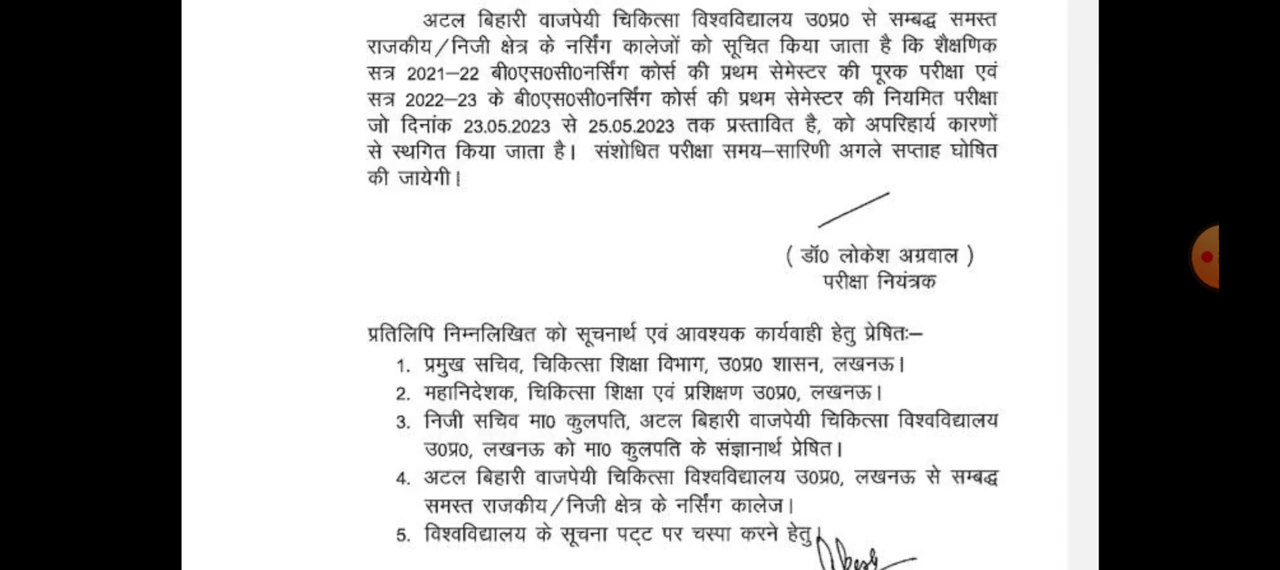 अटल बिहारी वाजपेयी चिकित्सा विश्वविद्यालय उ0प्र0 से सम्बद्ध समस्त
राजकीय/निजी क्षेत्र के नर्सिंग कालेजों को सूचित किया जाता है कि शैक्षणिक
सत्र 2021–22 बी0एस0सी0नर्सिंग कोर्स की प्रथम सेमेस्टर की पूरक परीक्षा एवं
सत्र 2022–23 के बी0एस0सी0नर्सिंग कोर्स की प्रथम सेमेस्टर की नियमित परीक्षा
जो दिनांक 23.05.2023 से 25.05.2023 तक प्रस्तावित है, को अपरिहार्य कारणों
से स्थगित किया जाता है। संशोधित परीक्षा समय–सारिणी अगले सप्ताह घोषित
की जायेगी।
( डॉ0 लोकेश अग्रवाल )
परीक्षा नियंत्रक
प्रतिलिपि निम्नलिखित को सूचनार्थ एवं आवश्यक कार्यवाही हेतु प्रेषितः–
1. प्रमुख सचिव, चिकित्सा शिक्षा विभाग, उ0प्र0 शासन, लखनऊ।
2. महानिदेशक, चिकित्सा शिक्षा एवं प्रशिक्षण उ0प्र0, लखनऊ।
3. निजी सचिव मा0 कुलपति, अटल बिहारी वाजपेयी चिकित्सा विश्वविद्यालय
उ0प्र0, लखनऊ को मा0 कुलपति के संज्ञानार्थ प्रेषित।
4. अटल बिहारी वाजपेयी चिकित्सा विश्वविद्यालय उ0प्र0, लखनऊ से सम्बद्ध
समस्त राजकीय/निजी क्षेत्र के नर्सिंग कालेज।
5. विश्वविद्यालय के सूचना पट्ट पर चस्पा करने हेतु।